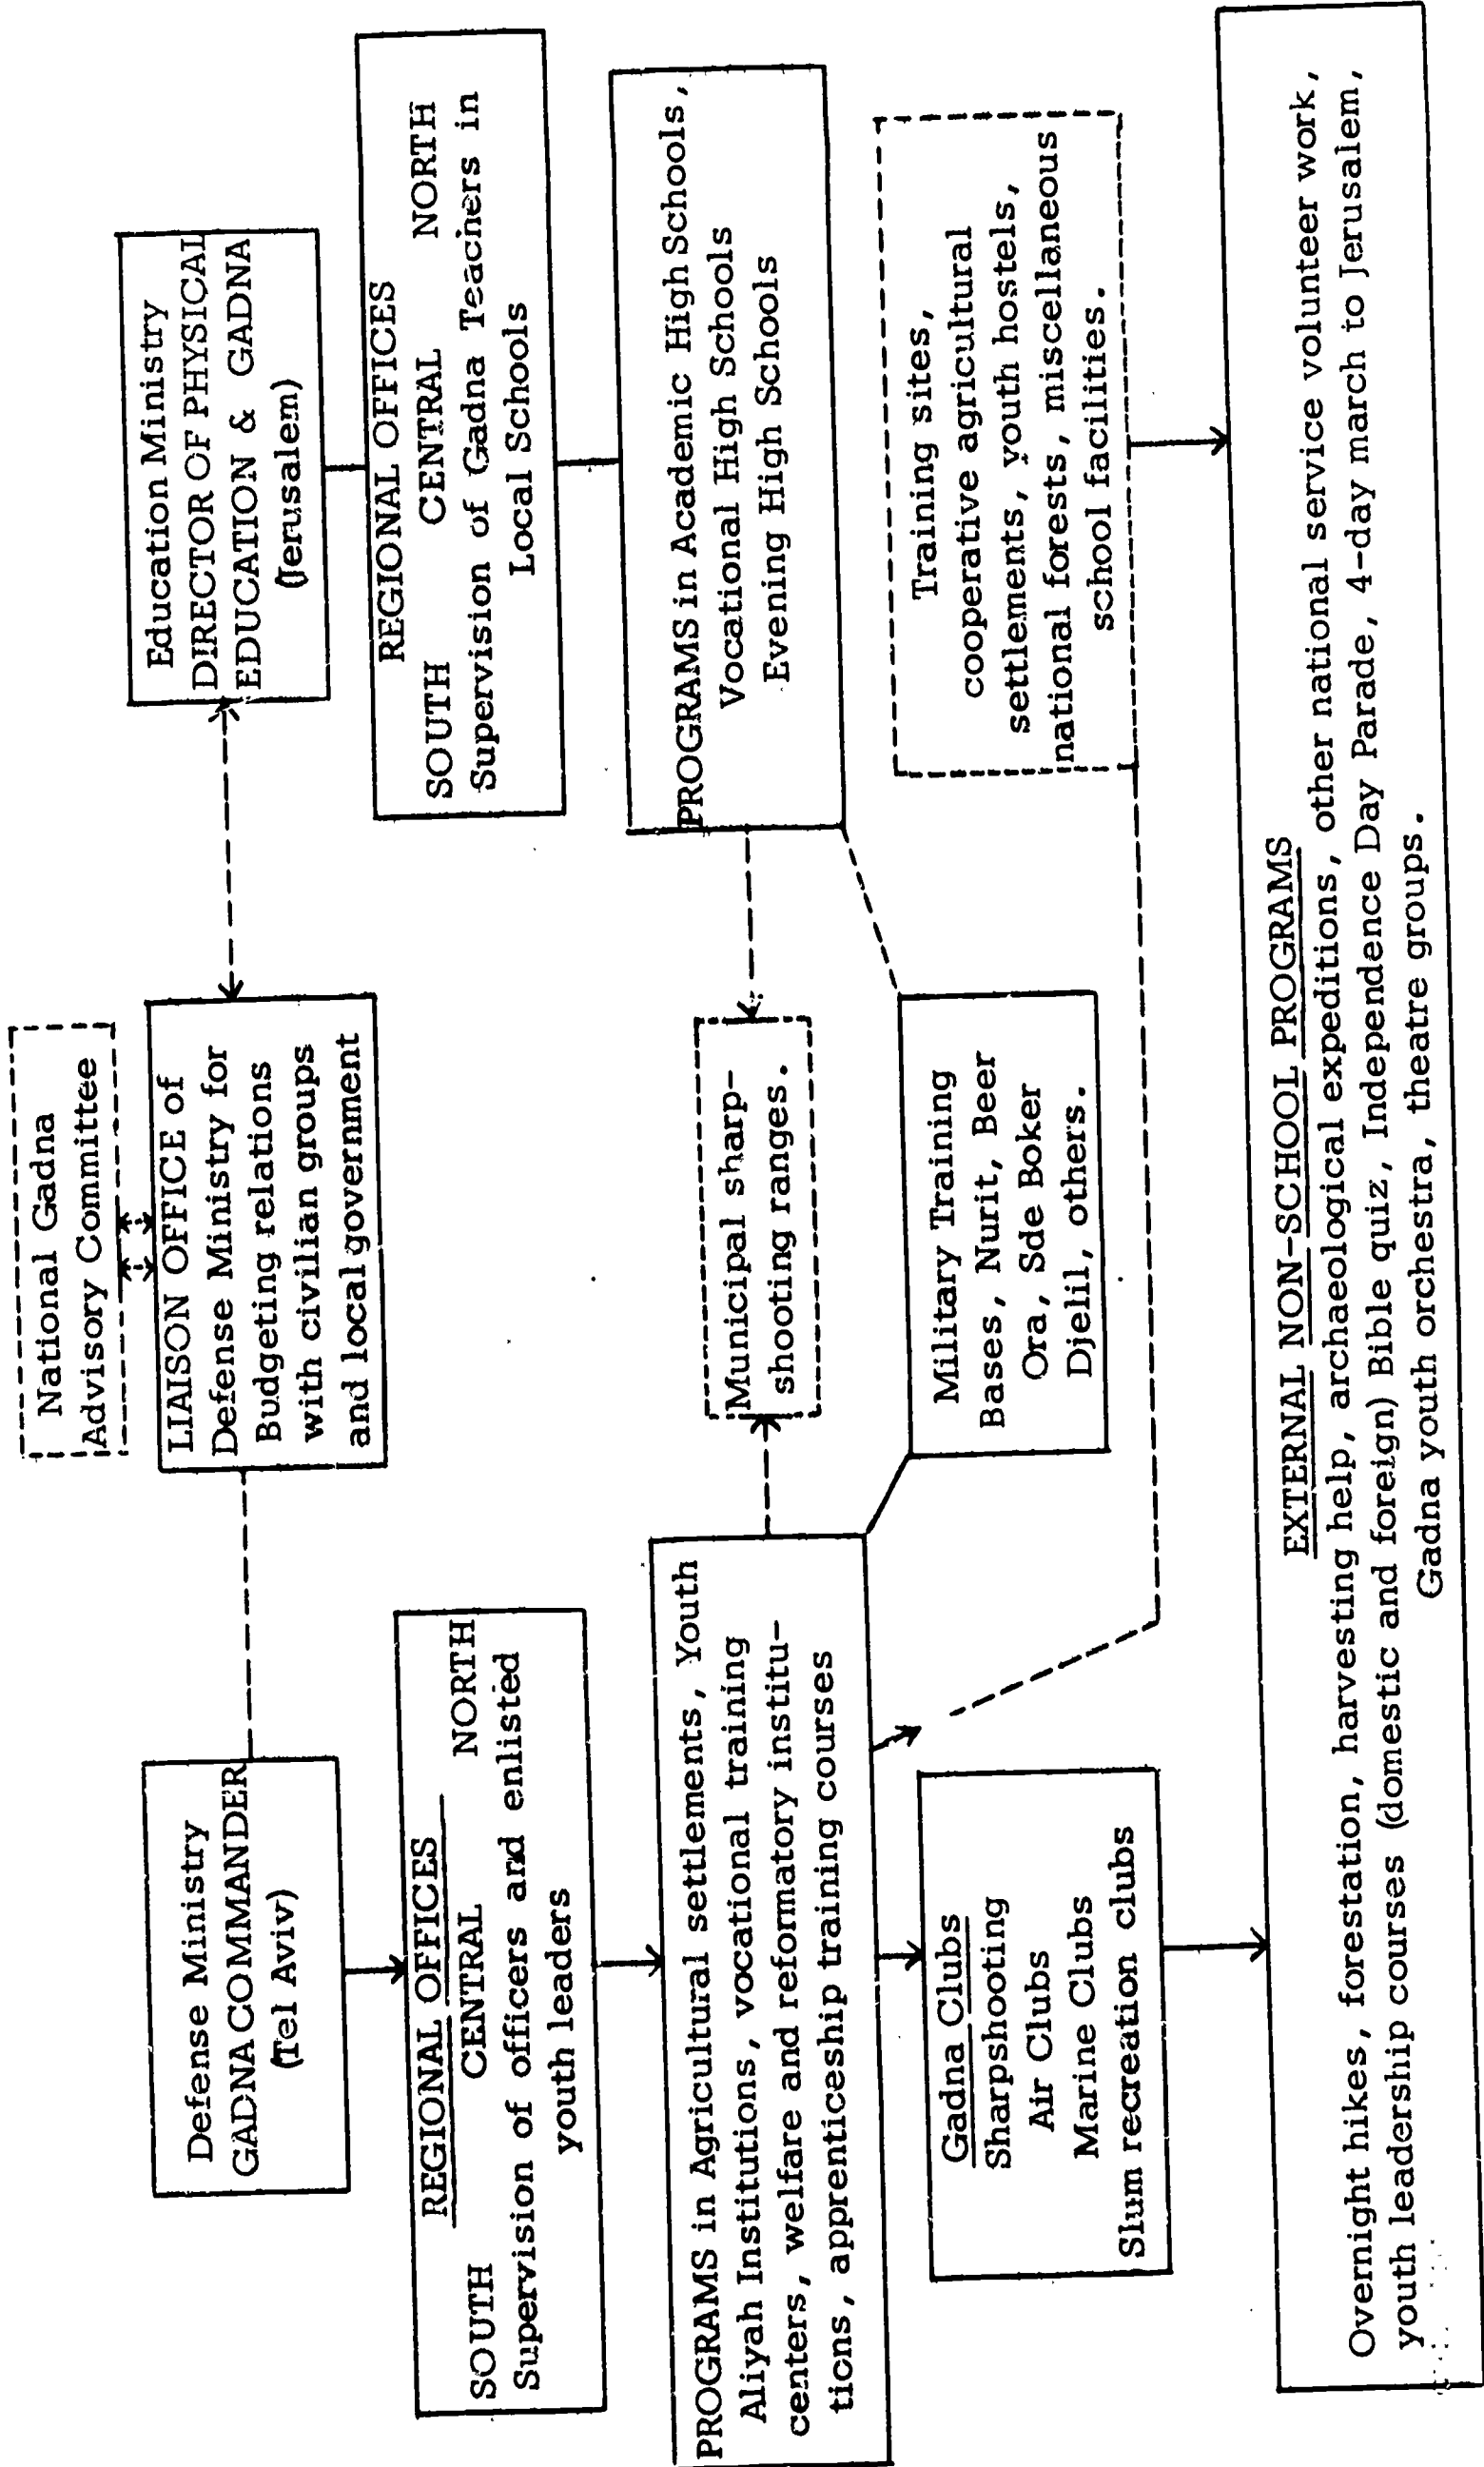 National Gadna
Advisory Committee
Defense Ministry
GADNA COMMANDER
(Tel Aviv)
LIAISON OFFICE of
Defense Ministry for
Budgeting relations
with civilian groups
and local government
Education Ministry
DIRECTOR OF PHYSICAL
EDUCATION & GADNA
(Jerusalem)
REGIONAL OFFICES
SOUTH CENTRAL NORTH
Supervision of officers and enlisted
youth leaders
REGIONAL OFFICES
SOUTH CENTRAL NORTH
Supervision of Gadna Teachers in
Local Schools
PROGRAMS in Agricultural settlements, Youth
Aliyah Institutions, vocational training
centers, welfare and reformatory institu-
tions, apprenticeship training courses
Municipal sharp-
shooting ranges.
PROGRAMS in Academic High Schools,
Vocational High Schools
Evening High Schools
Gadna Clubs
Sharpshooting
Air Clubs
Marine Clubs
Slum recreation clubs
Military Training
Bases, Nurit, Beer
Ora, Sde Boker
Djelil, others.
Training sites,
cooperative agricultural
settlements, youth hostels,
national forests, miscellaneous
school facilities.
EXTERNAL NON-SCHOOL PROGRAMS
Overnight hikes, forestation, harvesting help, archaeological expeditions, other national service volunteer work,
youth leadership courses (domestic and foreign) Bible quiz, Independence Day Parade, 4-day march to Jerusalem,
Gadna youth orchestra, theatre groups.